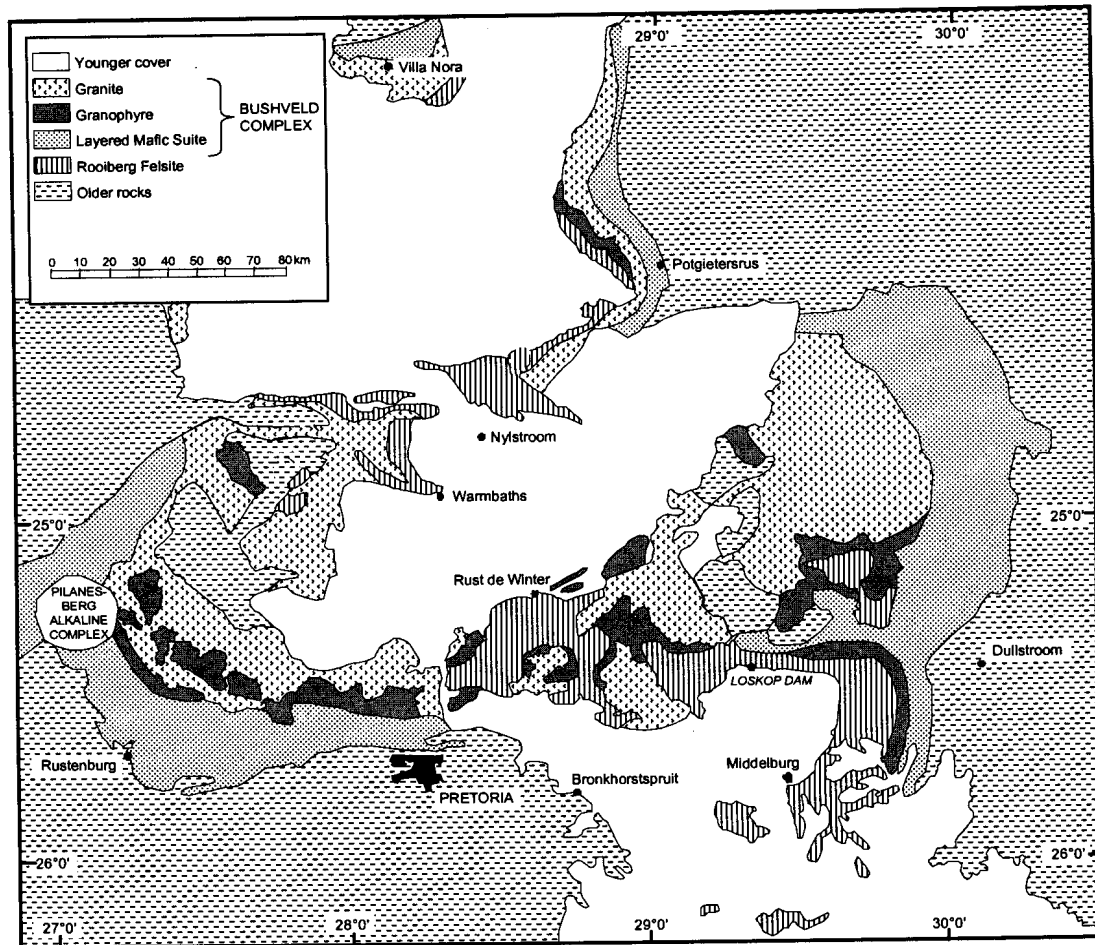 29°0'
30°0'
Younger cover
Granite
Granophyre
Layered Mafic Suite
BUSHVELD
COMPLEX
Rooiberg Felsite
Older rocks
0 10 20 30 40 50 60 70 80 km
Villa Nora
Potgietersrus
Nylstroom
Warmbaths
25°0'
25°0'
Rust de Winter
PILANES-
BERG
ALKALINE
COMPLEX
Dullstroom
LOSKOP DAM
Rustenburg
Middelburg
Bronkhorstspruit
PRETORIA
26°0'
26°0'
27°0'
28°0'
29°0'
30°0'